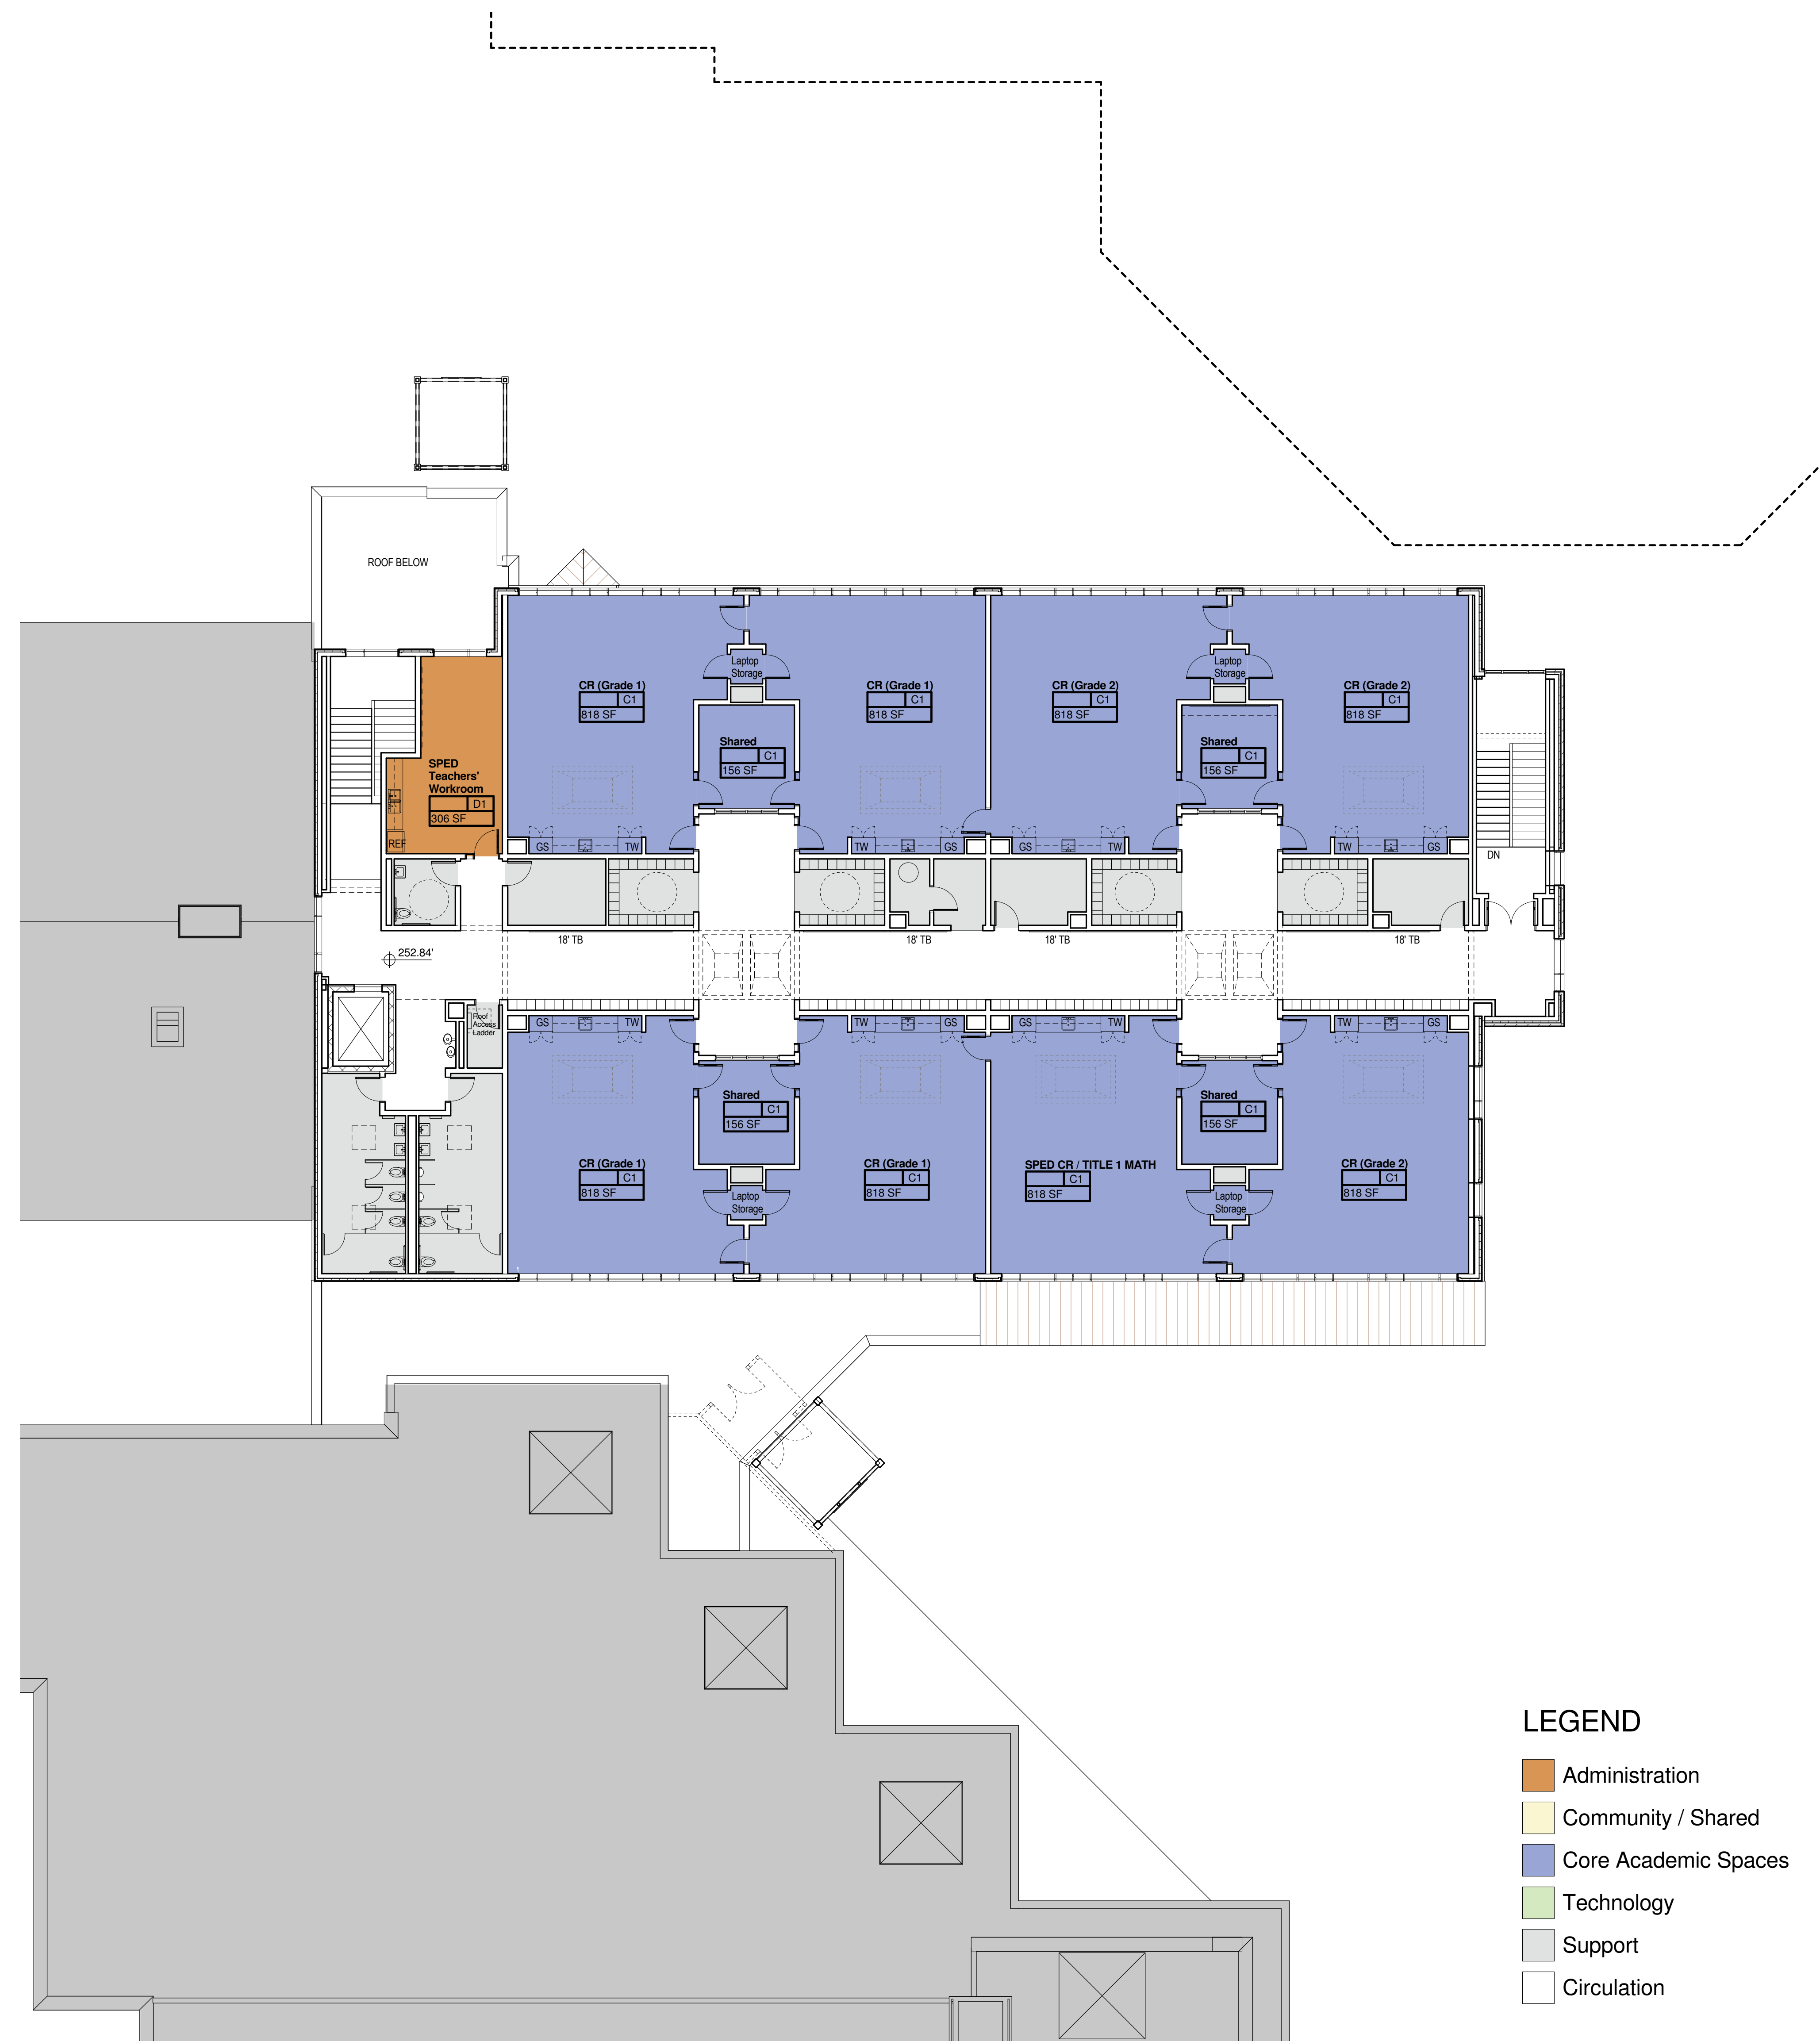 ROOF BELOW
Laptop
Storage
Laptop
Storage
CR (Grade 1)
C1
818 SF
CR (Grade 1)
C1
818 SF
CR (Grade 2)
C1
818 SF
CR (Grade 2)
C1
818 SF
Shared
C1
156 SF
Shared
C1
156 SF
SPED
Teachers'
Workroom
D1
306 SF
REF
GS
TW
TW
GS
GS
TW
TW
GS
DN
18' TB
18' TB
18' TB
18' TB
252.84'
Roof
Access
Ladder
GS
TW
TW
GS
GS
TW
TW
GS
Shared
C1
156 SF
Shared
C1
156 SF
CR (Grade 1)
C1
818 SF
CR (Grade 1)
C1
818 SF
SPED CR / TITLE 1 MATH
C1
818 SF
CR (Grade 2)
C1
818 SF
Laptop
Storage
Laptop
Storage
LEGEND
Administration
Community / Shared
Core Academic Spaces
Technology
Support
Circulation